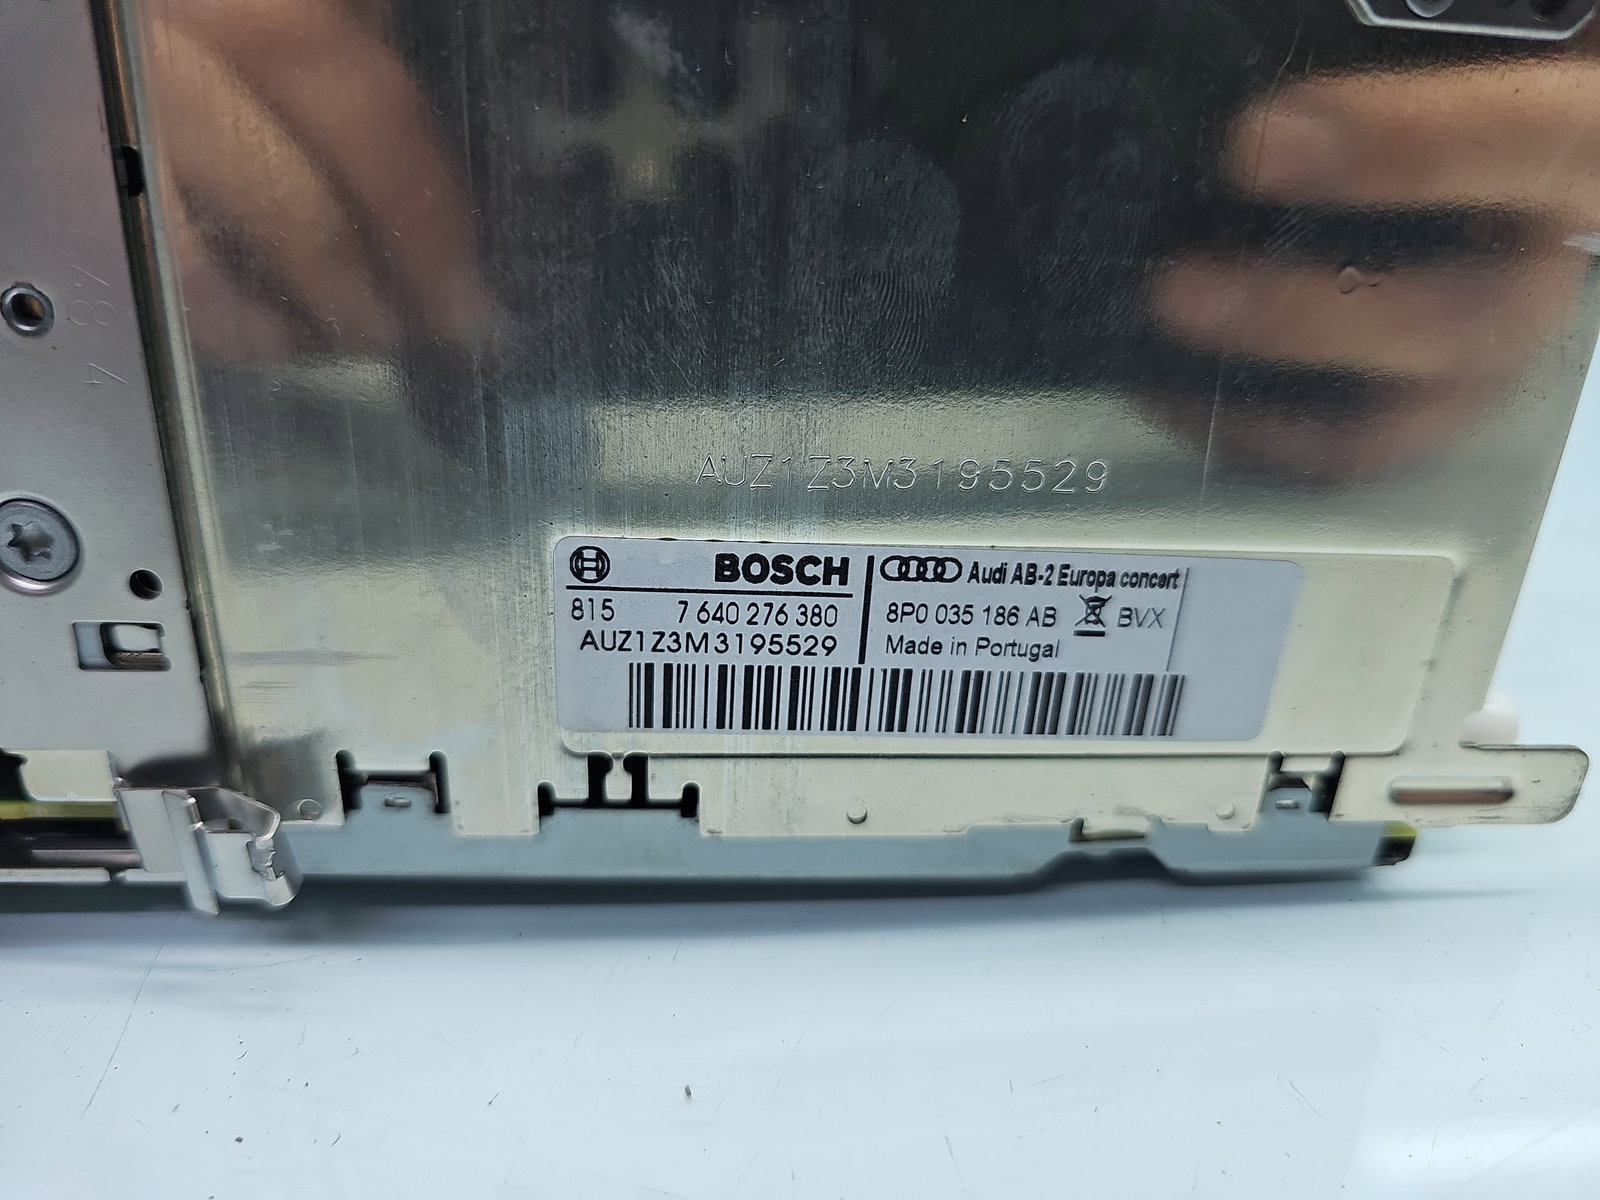 AUZ1Z3M3195529
BOSCH
815 7 640 276 380
AUZ1Z3M3195529
Audi AB-2 Europa concert
8P0 035 186 AB BVX
Made in Portugal